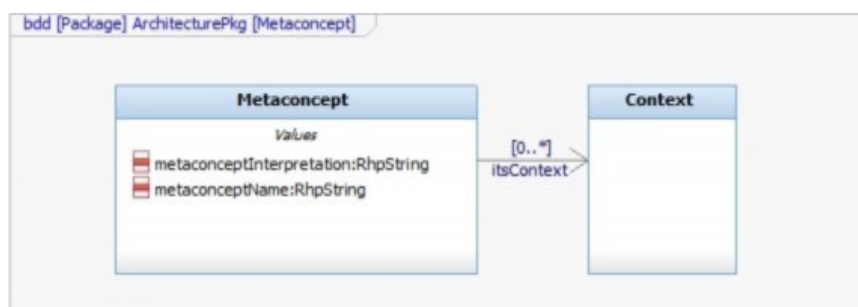 bdd [Package] ArchitecturePkg [Metaconcept]
Metaconcept
Values
metaconceptInterpretation:RhpString
metaconceptName:RhpString
[0..*]
itsContext
Context